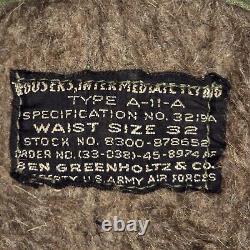 TROUSERS, INTERMEDIATE FLYING
TYPE A-11-A
SPECIFICATION NO. 3219A
WAIST SIZE 32
STOCK NO. 8300-878652
ORDER NO. (33-038)-45-8974 AF
BEN GREENHOLTZ & CO.
PROPERTY U.S. ARMY AIR FORCES